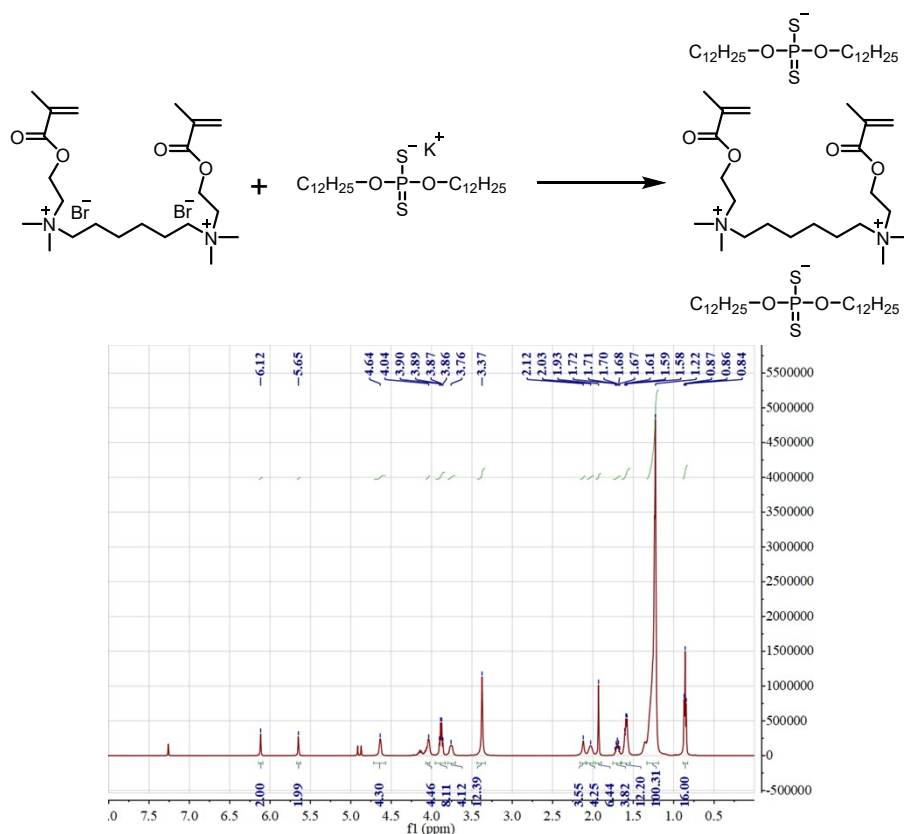 S−
C12H25 O P O C12H25
S
O
O
N+
Br−
O
O
Br−
N+
+
S− K+
C12H25 O P O C12H25
S
O
O
N+
O
O
N+
S−
C12H25 O P O C12H25
S
6.12
5.65
4.64
4.04
3.90
3.89
3.87
3.86
3.76
3.37
2.12
2.03
1.93
1.72
1.71
1.70
1.68
1.67
1.61
1.59
1.58
1.22
0.87
0.86
0.84
5500000
5000000
4500000
4000000
3500000
3000000
2500000
2000000
1500000
1000000
500000
0
-500000
2.00
1.99
4.30
4.46
8.11
4.12
12.39
3.55
4.25
6.44
3.82
12.20
100.31
16.00
.0 7.5 7.0 6.5 6.0 5.5 5.0 4.5 4.0 3.5 3.0 2.5 2.0 1.5 1.0 0.5
f1 (ppm)